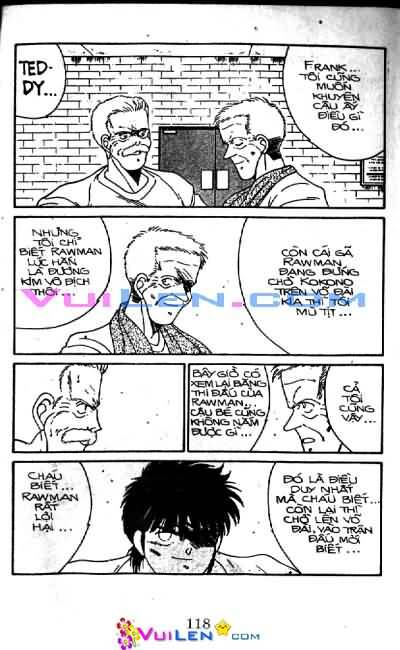 TED-
DY...
FRANK...
TÔI CŨNG
MUỐN
KHUYÊN
CẬU ẤY
ĐIỀU GÌ
ĐÓ...
NHƯNG
TÔI CHỈ
BIẾT RAWMAN
LÚC HẮN
LÀ ĐƯƠNG
KIM VÔ ĐỊCH
THÔI...
CÒN CÁI GÃ
RAWMAN,
ĐANG ĐỨNG
CHỜ KOKONO
TRÊN VÕ ĐÀI
KIA THÌ TÔI
MÙ TỊT...
VUILEN.COM
BÂY GIỜ CÓ
XEM LẠI BĂNG
THI ĐẤU CỦA
RAWMAN...
CẬU BÉ CŨNG
KHÔNG NẮM
ĐƯỢC GÌ...
CẢ
TÔI
CŨNG
VẬY...
CHÁU
BIẾT...
RAWMAN
RẤT
LỢI
HẠI...
ĐÓ LÀ ĐIỀU
DUY NHẤT
MÀ CHÁU BIẾT...
CÒN LẠI THÌ
CHỜ LÊN VÕ
ĐÀI, VÀO TRẬN
ĐẤU MỚI
BIẾT...
118
VUILEN.COM